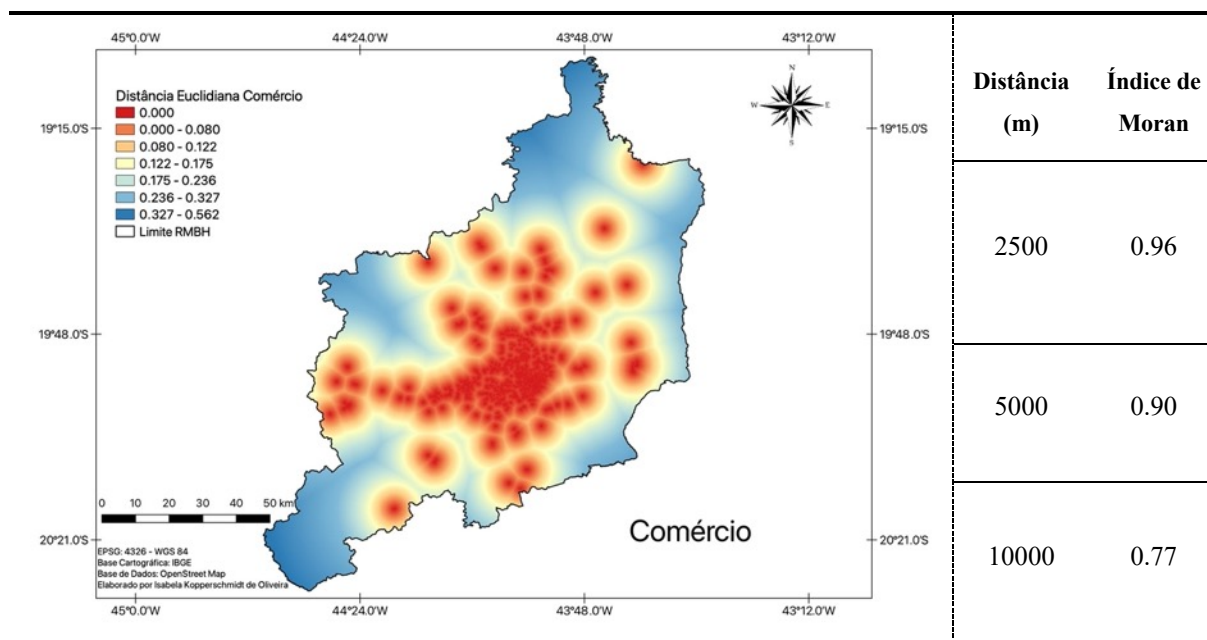 45°0.0'W 44°24.0'W 43°48.0'W 43°12.0'W
Distância Euclidiana Comércio
0.000
0.000 - 0.080
0.080 - 0.122
0.122 - 0.175
0.175 - 0.236
0.236 - 0.327
0.327 - 0.562
Limite RMBH
N
W E
S
19°15.0'S 19°15.0'S
19°48.0'S 19°48.0'S
20°21.0'S 20°21.0'S
0 10 20 30 40 50 km
EPSG: 4326 - WGS 84
Base Cartográfica: IBGE
Base de Dados: OpenStreet Map
Elaborado por Isabela Kopperschmidt de Oliveira
Comércio
45°0.0'W 44°24.0'W 43°48.0'W 43°12.0'W
Distância Índice de
(m) Moran
2500 0.96
5000 0.90
10000 0.77